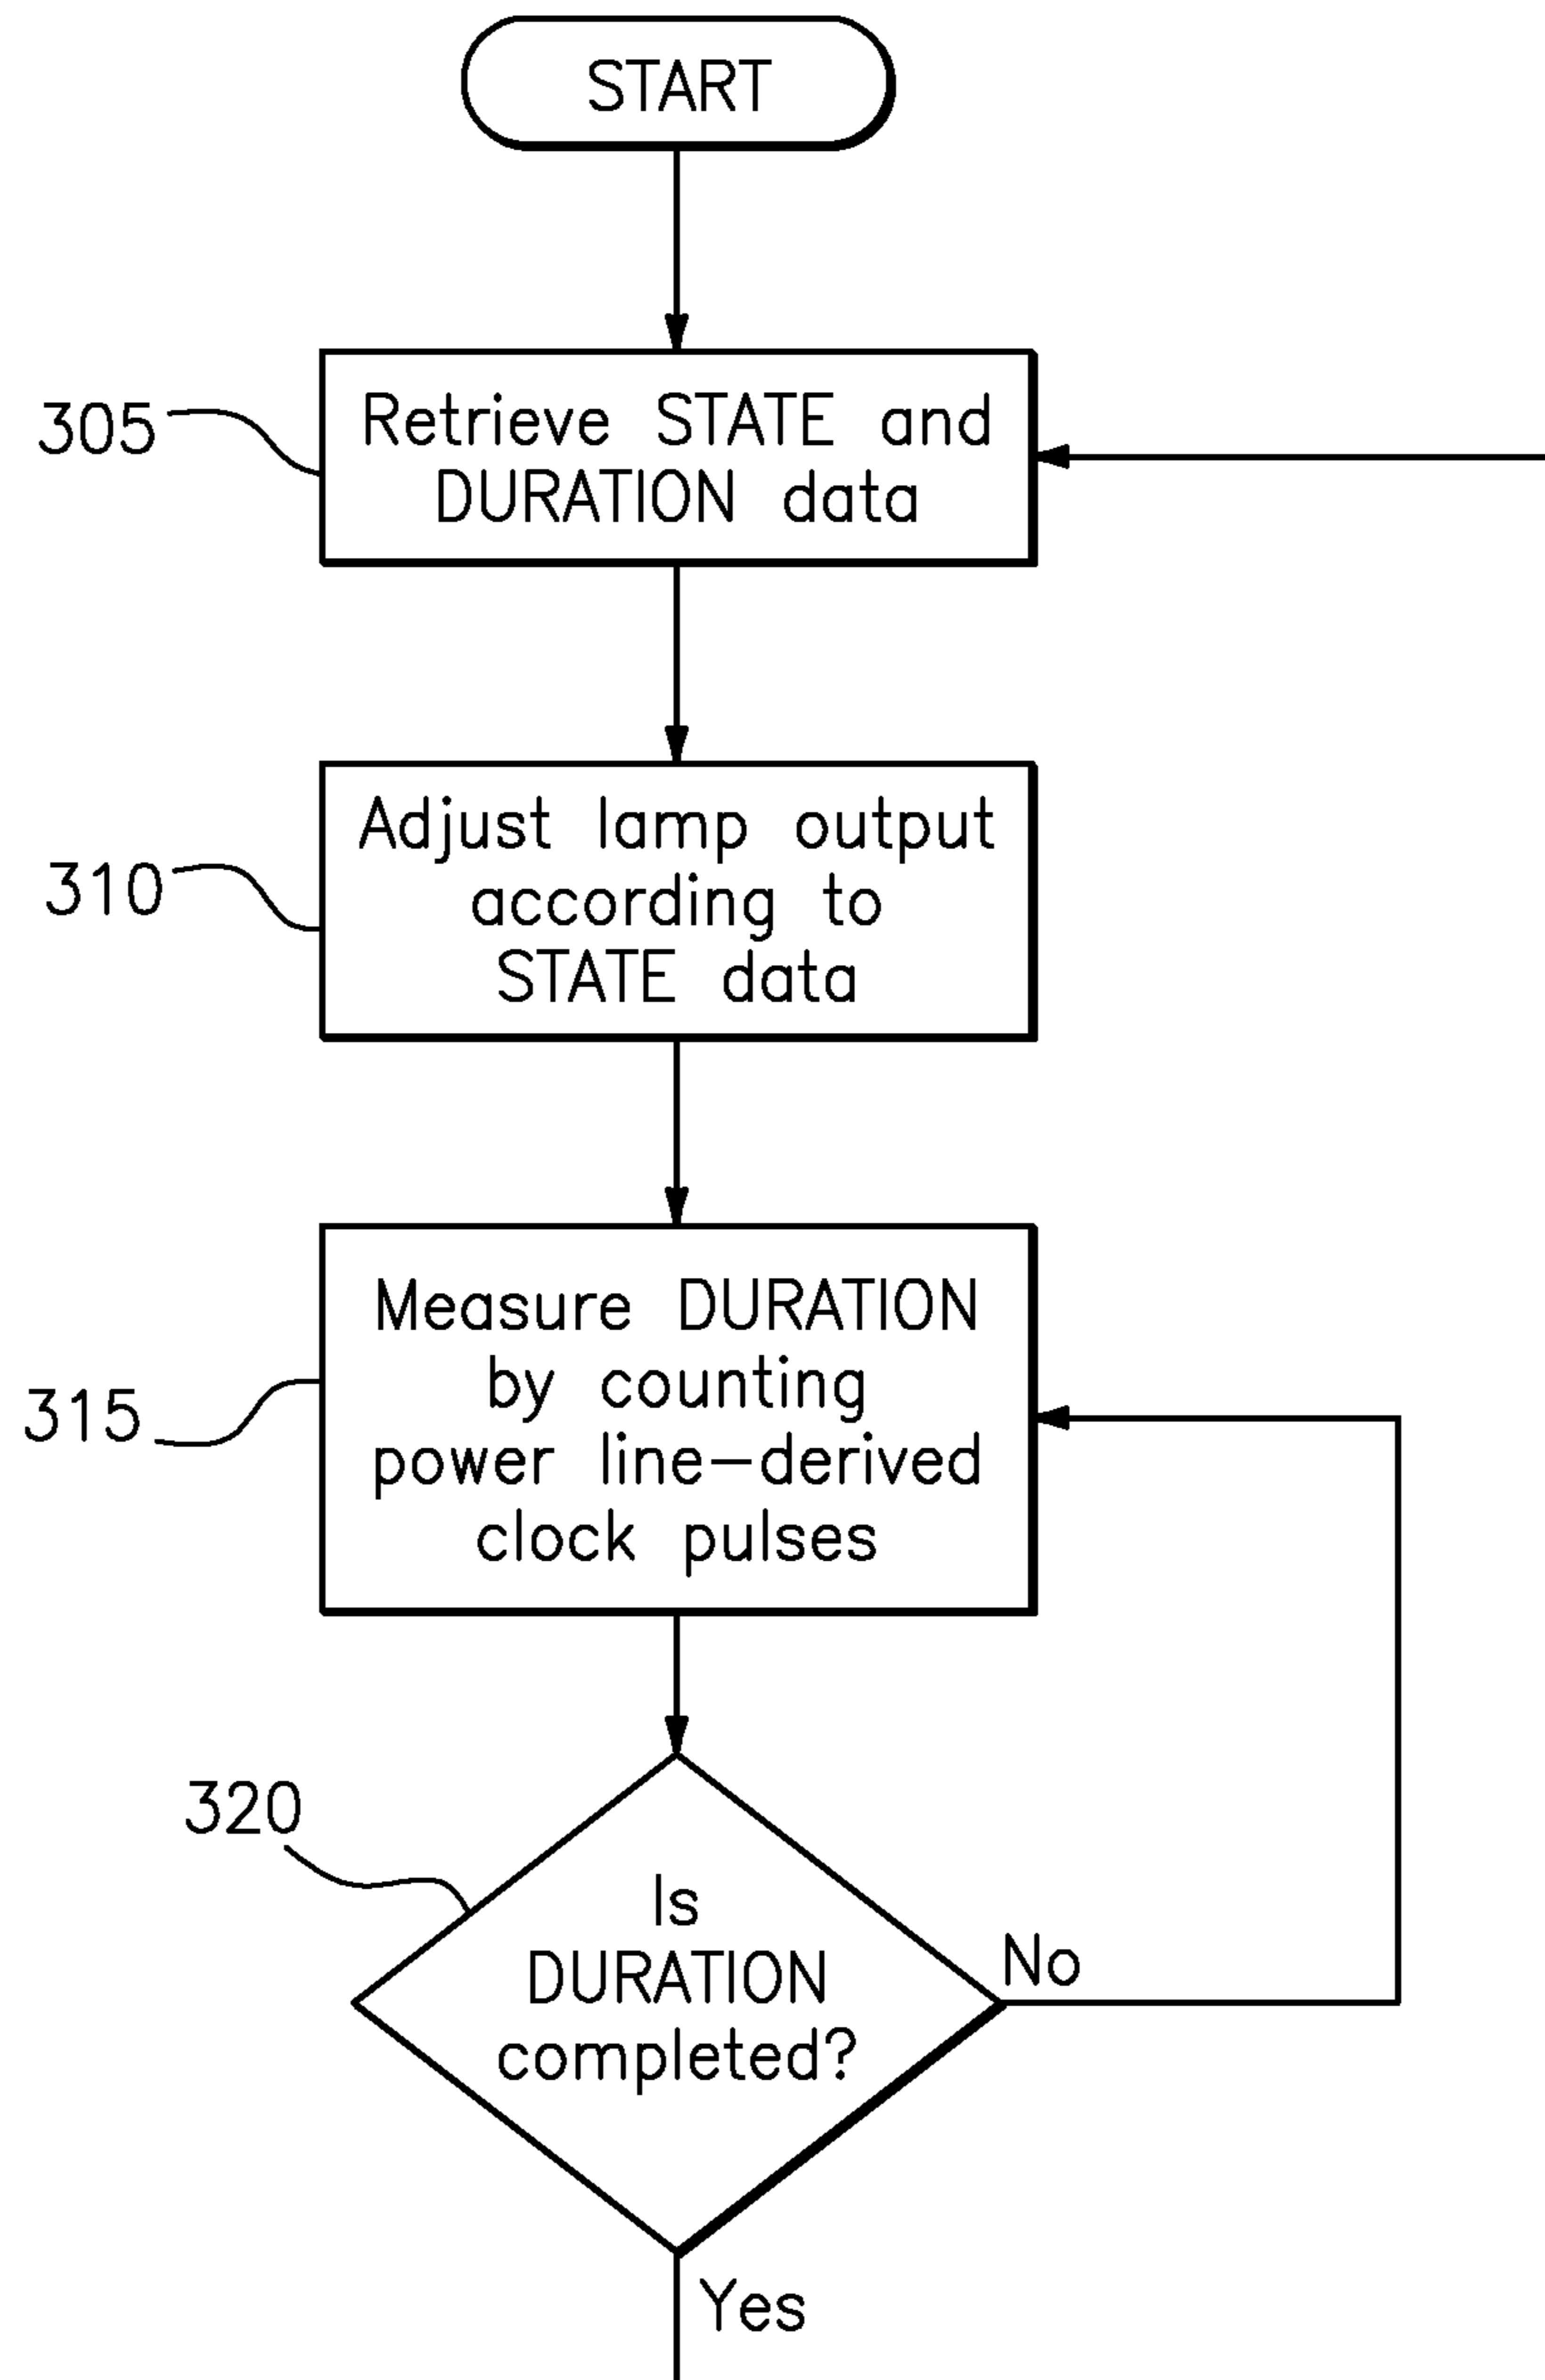 START
305
Retrieve STATE and
DURATION data
310
Adjust lamp output
according to
STATE data
315
Measure DURATION
by counting
power line-derived
clock pulses
320
Is
DURATION
completed?
No
Yes